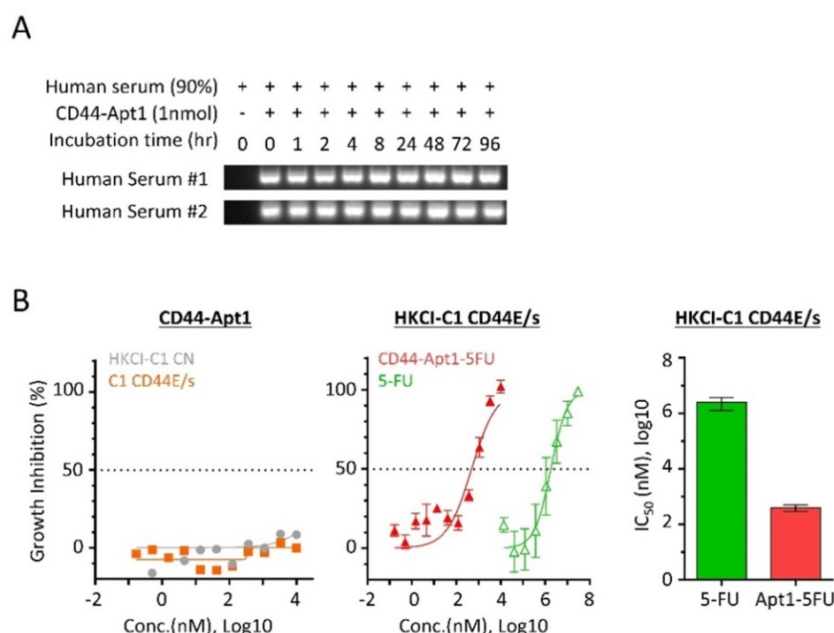 A
Human serum (90%) + + + + + + + + + +
CD44-Apt1 (1nmol) - + + + + + + + + +
Incubation time (hr) 0 0 1 2 4 8 24 48 72 96
Human Serum #1
Human Serum #2
B
CD44-Apt1
HKCI-C1 CN
C1 CD44E/s
Growth Inhibition (%)
100
50
0
-2 0 2 4
Conc.(nM), Log10
HKCI-C1 CD44E/s
CD44-Apt1-5FU
5-FU
100
50
0
-2 0 2 4 6 8
Conc.(nM), Log10
HKCI-C1 CD44E/s
IC50 (nM), log10
8
6
4
2
0
5-FU Apt1-5FU